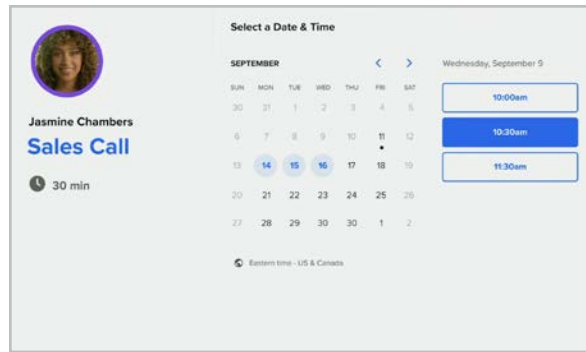 Jasmine Chambers
Sales Call
30 min
Select a Date & Time
SEPTEMBER < >
SUN MON TUE WED THU FRI SAT
30 31 1 2 3 4 5
6 7 8 9 10 11 12
13 14 15 16 17 18 19
20 21 22 23 24 25 26
27 28 29 30 30 1 2
Eastern time - US & Canada
Wednesday, September 9
10:00am
10:30am
11:30am